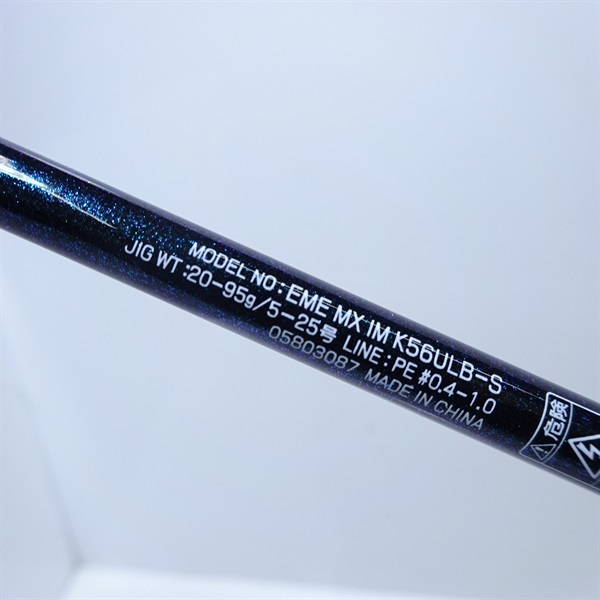 MODEL NO : EME MX IM K56ULB-S
JIG WT : 20-95g/5-25号 LINE : PE #0.4-1.0
05803087 MADE IN CHINA
危険